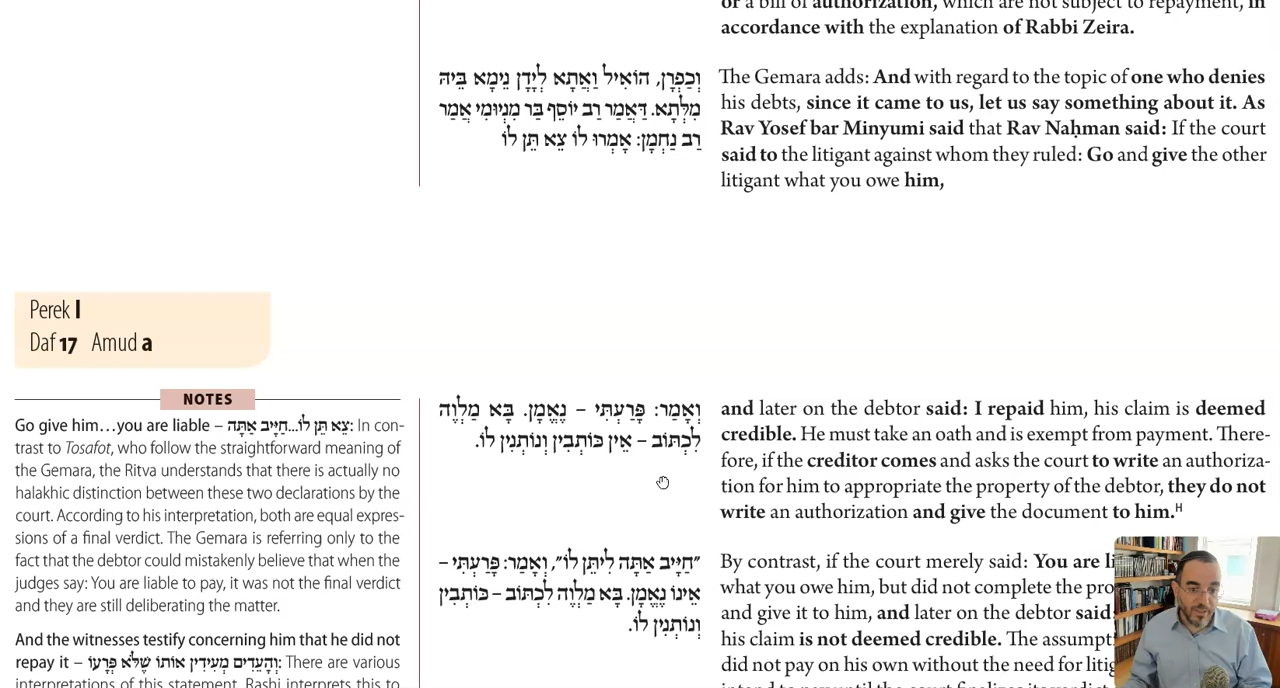 or a bill of authorization, which are not subject to repayment, in
accordance with the explanation of Rabbi Zeira.
וְכַפְרָן, הוֹאִיל וַאֲתָא לְיָדָן נֵימָא בֵּיהּ
מִלְּתָא. דַּאֲמַר רַב יוֹסֵף בַּר מִנְיוּמִי אֲמַר
רַב נַחְמָן: אָמְרוּ לוֹ צֵא תֵּן לוֹ
The Gemara adds: And with regard to the topic of one who denies
his debts, since it came to us, let us say something about it. As
Rav Yosef bar Minyumi said that Rav Naḥman said: If the court
said to the litigant against whom they ruled: Go and give the other
litigant what you owe him,
Perek I
Daf 17 Amud a
NOTES
Go give him…you are liable – צֵא תֵּן לוֹ...חַיָּיב אַתָּה: In con-
trast to Tosafot, who follow the straightforward meaning of
the Gemara, the Ritva understands that there is actually no
halakhic distinction between these two declarations by the
court. According to his interpretation, both are equal expres-
sions of a final verdict. The Gemara is referring only to the
fact that the debtor could mistakenly believe that when the
judges say: You are liable to pay, it was not the final verdict
and they are still deliberating the matter.
And the witnesses testify concerning him that he did not
repay it – וְהָעֵדִים מְעִידִין אוֹתוֹ שֶׁלֹּא פְּרָעוֹ: There are various
interpretations of this statement. Rashi interprets this to
וְאָמַר: פָּרַעְתִּי – נֶאֱמָן. בָּא מַלְוֶה
לִכְתּוֹב – אֵין כּוֹתְבִין וְנוֹתְנִין לוֹ.
and later on the debtor said: I repaid him, his claim is deemed
credible. He must take an oath and is exempt from payment. There-
fore, if the creditor comes and asks the court to write an authoriza-
tion for him to appropriate the property of the debtor, they do not
write an authorization and give the document to him.ᴴ
״חַיָּיב אַתָּה לִיתֵּן לוֹ״, וְאָמַר: פָּרַעְתִּי –
אֵינוֹ נֶאֱמָן. בָּא מַלְוֶה לִכְתּוֹב – כּוֹתְבִין
וְנוֹתְנִין לוֹ.
By contrast, if the court merely said: You are
what you owe him, but did not complete the
and give it to him, and later on the debtor said
his claim is not deemed credible. The
did not pay on his own without the need for